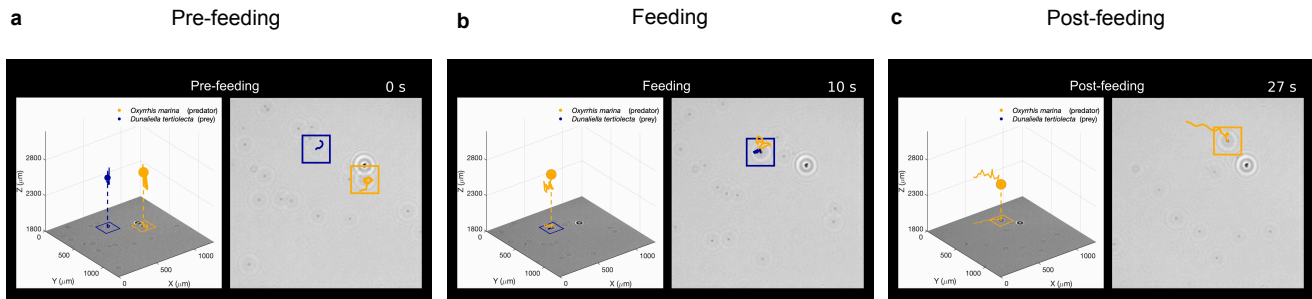 a Pre-feeding
Pre-feeding 0 s
Oxyrrhis marina (predator)
Dunaliella tertiolecta (prey)
Z (μm)
2800
2300
1800
0
500
1000
Y (μm)
0
500
1000
X (μm)
b Feeding
Feeding 10 s
Oxyrrhis marina (predator)
Dunaliella tertiolecta (prey)
Z (μm)
2800
2300
1800
0
500
1000
Y (μm)
0
500
1000
X (μm)
c Post-feeding
Post-feeding 27 s
Oxyrrhis marina (predator)
Dunaliella tertiolecta (prey)
Z (μm)
2800
2300
1800
0
500
1000
Y (μm)
0
500
1000
X (μm)